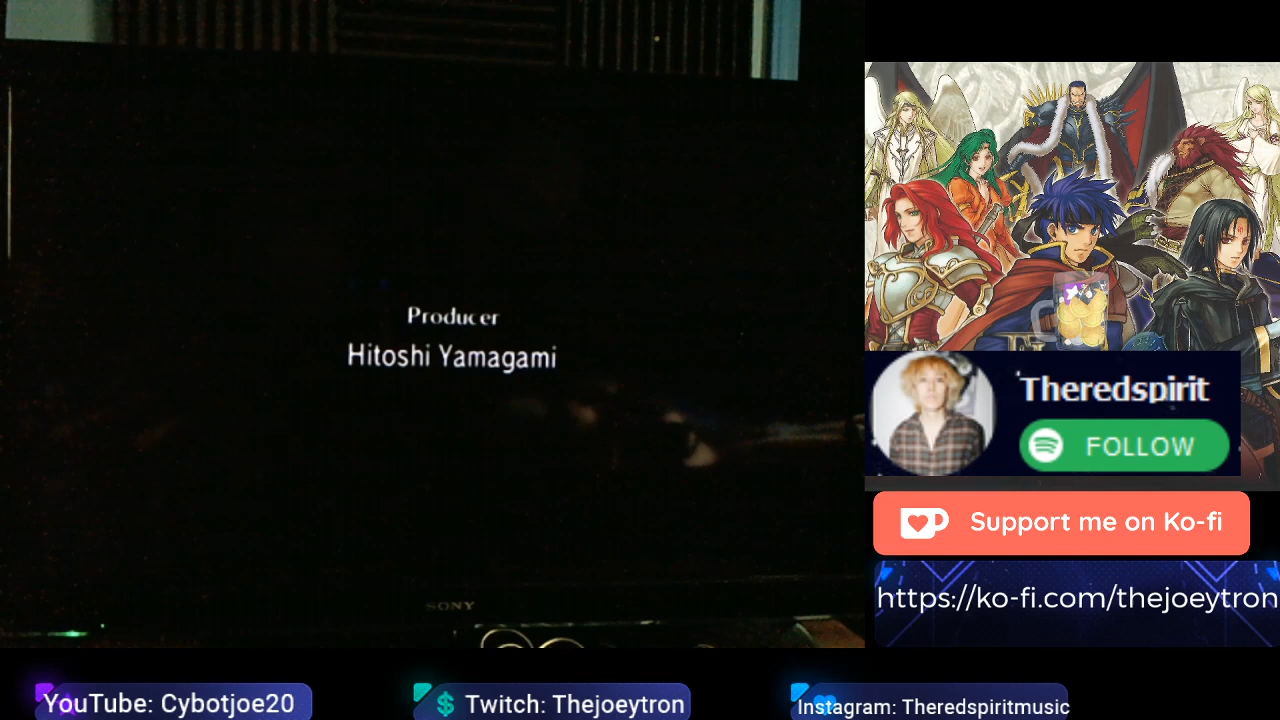 Producer
Hitoshi Yamagami
SONY
Theredspirit
FOLLOW
Support me on Ko-fi
https://ko-fi.com/thejoeytron
YouTube: Cybotjoe20
Twitch: Thejoeytron
Instagram: Theredspiritmusic